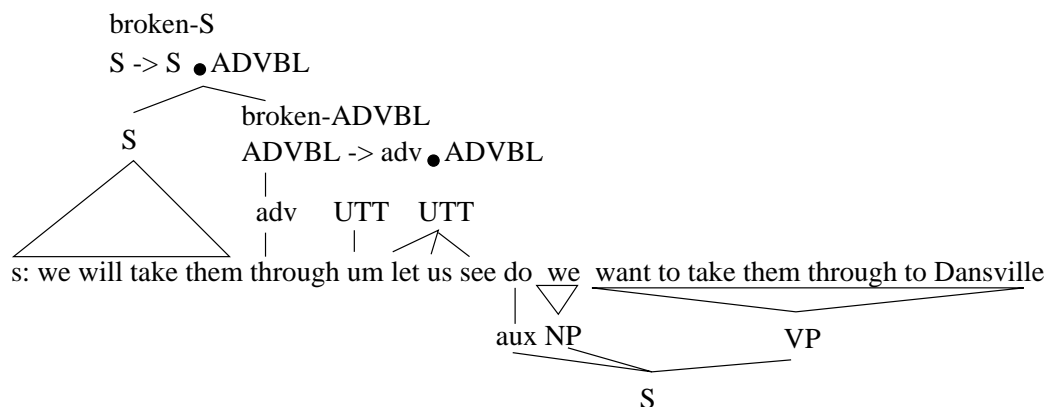 broken-S
S -> S • ADVBL
broken-ADVBL
S
ADVBL -> adv • ADVBL
adv UTT UTT
s: we will take them through um let us see do we want to take them through to Dansville
aux NP VP
S